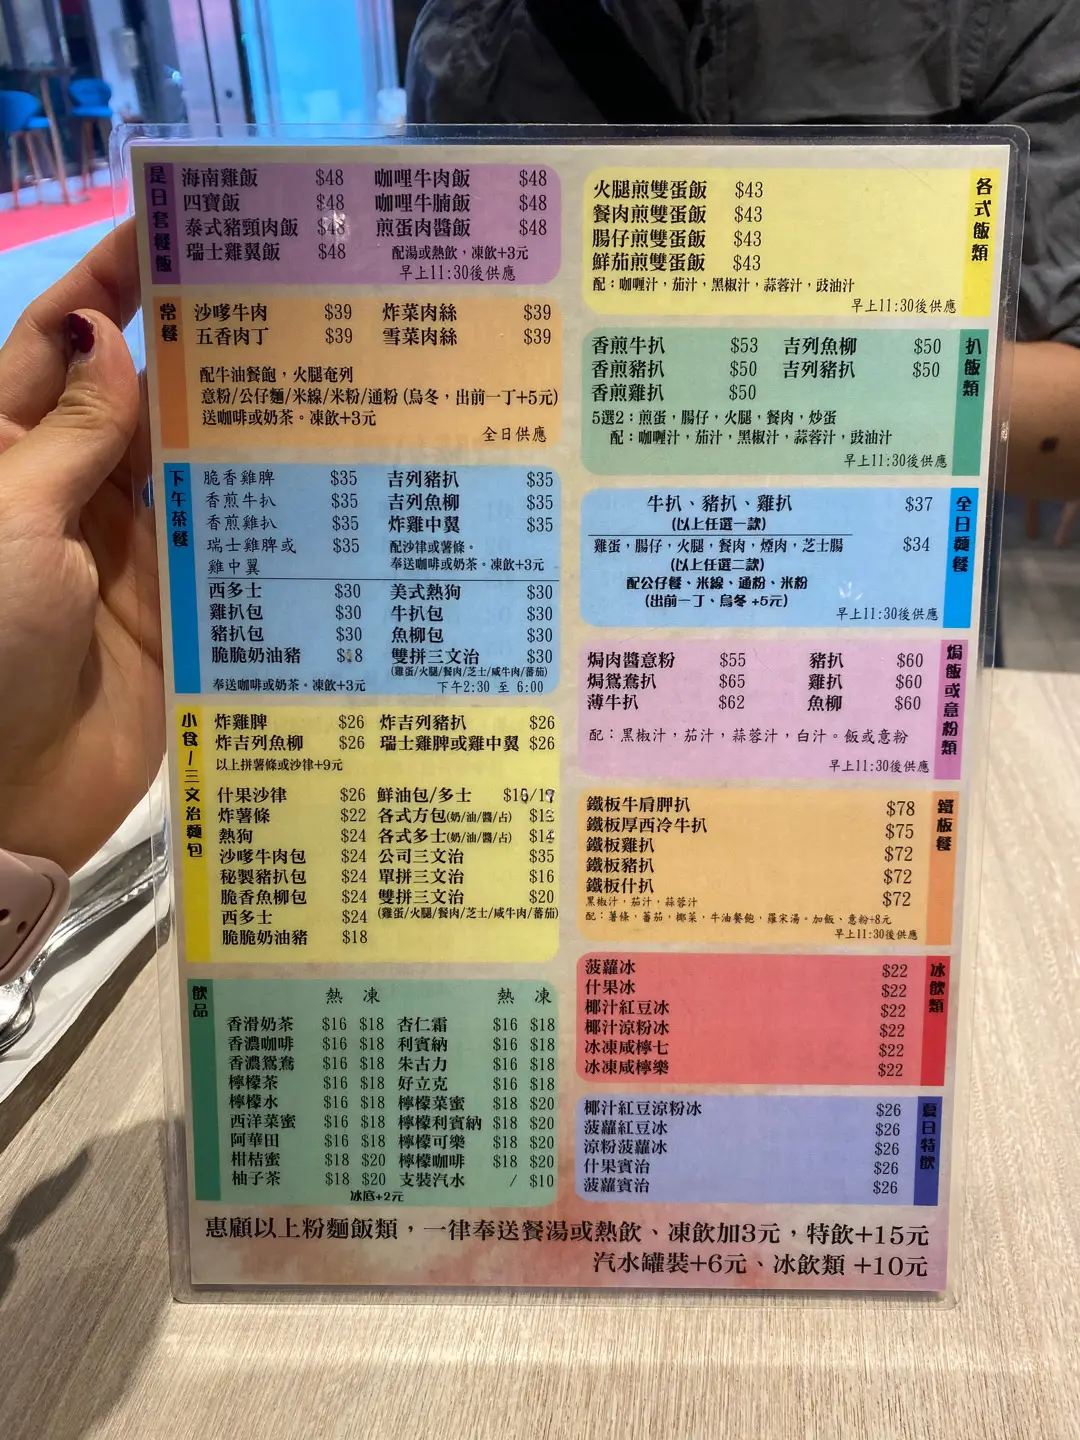 是日套餐飯
海南雞飯 $48 咖哩牛肉飯 $48
四寶飯 $48 咖哩牛腩飯 $48
泰式豬頸肉飯 $48 煎蛋肉醬飯 $48
瑞士雞翼飯 $48 配湯或熱飲，凍飲+3元
早上11:30後供應
常餐
沙嗲牛肉 $39 炸菜肉絲 $39
五香肉丁 $39 雪菜肉絲 $39
配牛油餐飽，火腿奄列
意粉/公仔麵/米線/米粉/通粉(烏冬，出前一丁+5元)
送咖啡或奶茶。凍飲+3元
全日供應
下午茶餐
脆香雞脾 $35 吉列豬扒 $35
香煎牛扒 $35 吉列魚柳 $35
香煎雞扒 $35 炸雞中翼 $35
瑞士雞脾或 $35 配沙律或薯條。
雞中翼 奉送咖啡或奶茶。凍飲+3元
西多士 $30 美式熱狗 $30
雞扒包 $30 牛扒包 $30
豬扒包 $30 魚柳包 $30
脆脆奶油豬 $18 雙拼三文治 $30
(雞蛋/火腿/餐肉/芝士/咸牛肉/蕃茄)
奉送咖啡或奶茶。凍飲+3元 下午2:30 至 6:00
小食/三文治麵包
炸雞脾 $26 炸吉列豬扒 $26
炸吉列魚柳 $26 瑞士雞脾或雞中翼 $26
以上拼薯條或沙律+9元
什果沙律 $26 鮮油包/多士
炸薯條 $22 各式方包(奶/油/醬/占)
熱狗 $24 各式多士(奶/油/醬/占) $14
沙嗲牛肉包 $24 公司三文治 $35
秘製豬扒包 $24 單拼三文治 $16
脆香魚柳包 $24 雙拼三文治 $20
西多士 $24 (雞蛋/火腿/餐肉/芝士/咸牛肉/蕃茄)
脆脆奶油豬 $18
飲品
熱 凍 熱 凍
香滑奶茶 $16 $18 杏仁霜 $16 $18
香濃咖啡 $16 $18 利賓納 $16 $18
香濃鴛鴦 $16 $18 朱古力 $16 $18
檸檬茶 $16 $18 好立克 $16 $18
檸檬水 $16 $18 檸檬菜蜜 $18 $20
西洋菜蜜 $16 $18 檸檬利賓納 $18 $20
阿華田 $16 $18 檸檬可樂 $18 $20
柑桔蜜 $18 $20 檸檬咖啡 $18 $20
柚子茶 $18 $20 支裝汽水 / $10
冰底+2元
各式飯類
火腿煎雙蛋飯 $43
餐肉煎雙蛋飯 $43
腸仔煎雙蛋飯 $43
鮮茄煎雙蛋飯 $43
配：咖喱汁，茄汁，黑椒汁，蒜蓉汁，豉油汁
早上11:30後供應
扒飯類
香煎牛扒 $53 吉列魚柳 $50
香煎豬扒 $50 吉列豬扒 $50
香煎雞扒 $50
5選2：煎蛋，腸仔，火腿，餐肉，炒蛋
配：咖喱汁，茄汁，黑椒汁，蒜蓉汁，豉油汁
早上11:30後供應
全日麵餐
牛扒、豬扒、雞扒 $37
(以上任選一款)
雞蛋，腸仔，火腿，餐肉，煙肉，芝士腸 $34
(以上任選二款)
配公仔餐、米線、通粉、米粉
(出前一丁、烏冬 +5元)
早上11:30後供應
焗飯或意粉類
焗肉醬意粉 $55 豬扒 $60
焗鴛鴦扒 $65 雞扒 $60
薄牛扒 $62 魚柳 $60
配：黑椒汁，茄汁，蒜蓉汁，白汁。飯或意粉
早上11:30後供應
鐵板餐
鐵板牛肩胛扒 $78
鐵板厚西冷牛扒 $75
鐵板雞扒 $72
鐵板豬扒 $72
鐵板什扒 $72
黑椒汁，茄汁，蒜蓉汁
配：薯條，蕃茄，椰菜，牛油餐飽，羅宋湯。加飯、意粉+8元
早上11:30後供應
冰飲類
菠蘿冰 $22
什果冰 $22
椰汁紅豆冰 $22
椰汁涼粉冰 $22
冰凍咸檸七 $22
冰凍咸檸樂 $22
夏日特飲
椰汁紅豆涼粉冰 $26
菠蘿紅豆冰 $26
涼粉菠蘿冰 $26
什果賓治 $26
菠蘿賓治 $26
惠顧以上粉麵飯類，一律奉送餐湯或熱飲、凍飲加3元，特飲+15元
汽水罐裝+6元、冰飲類 +10元